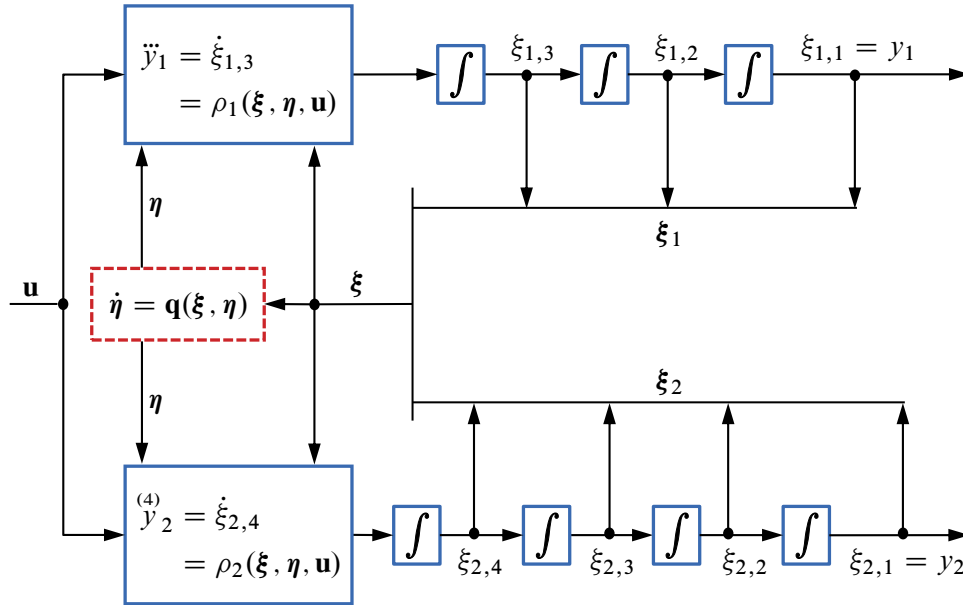 y⃛₁ = ξ̇₁,₃
= ρ₁(ξ, η, u)
∫
ξ₁,₃
∫
ξ₁,₂
∫
ξ₁,₁ = y₁
η
ξ₁
u
η̇ = q(ξ, η)
ξ
η
ξ₂
(4)
y₂ = ξ̇₂,₄
= ρ₂(ξ, η, u)
∫
ξ₂,₄
∫
ξ₂,₃
∫
ξ₂,₂
∫
ξ₂,₁ = y₂